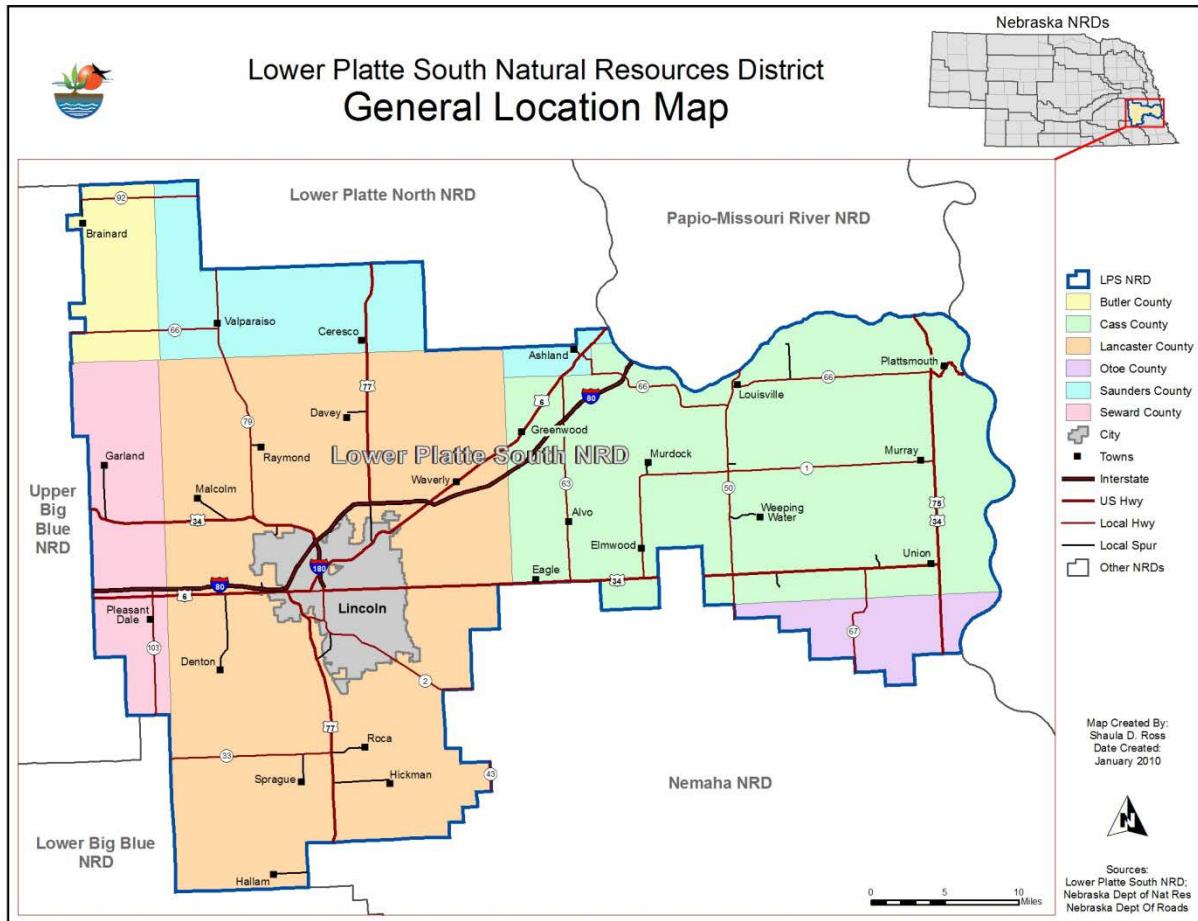 Nebraska NRDs
Lower Platte South Natural Resources District
General Location Map
Lower Platte North NRD
Papio-Missouri River NRD
92
Brainard
66
Valparaiso
Ceresco
77
Ashland
66
Plattsmouth
66
Louisville
6
80
79
Davey
Greenwood
Raymond
Lower Platte South NRD
Garland
Waverly
Murdock
1
Murray
63
50
Malcolm
Upper
Big
Blue
NRD
34
Alvo
Weeping
Water
75
34
Elmwood
Union
180
80
6
Eagle
34
Lincoln
Pleasant
Dale
103
Denton
2
67
77
Roca
33
Sprague
Hickman
43
Nemaha NRD
Lower Big Blue
NRD
Hallam
LPS NRD
Butler County
Cass County
Lancaster County
Otoe County
Saunders County
Seward County
City
Towns
Interstate
US Hwy
Local Hwy
Local Spur
Other NRDs
Map Created By:
Shaula D. Ross
Date Created:
January 2010
N
Sources:
Lower Platte South NRD;
Nebraska Dept of Nat Res
Nebraska Dept Of Roads
0 5 10
Miles